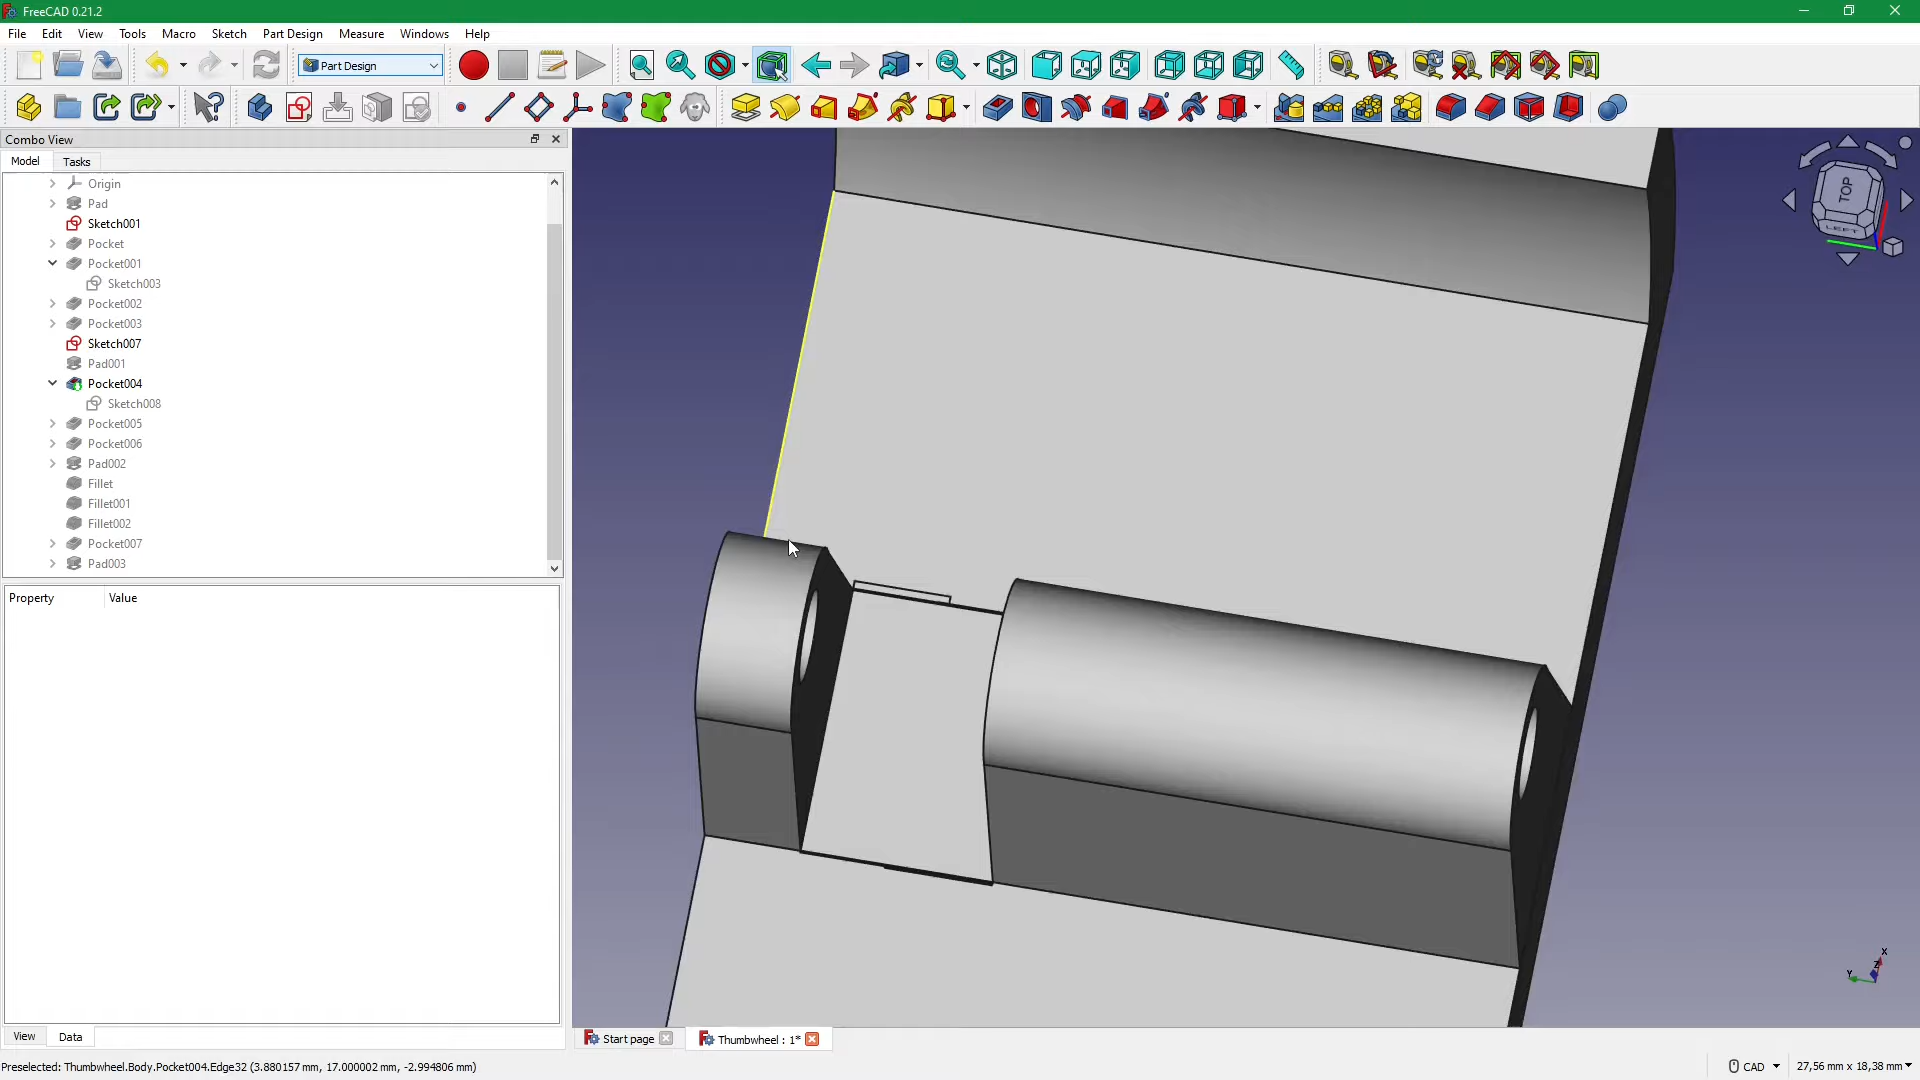 FreeCAD 0.21.2
File Edit View Tools Macro Sketch Part Design Measure Windows Help
Part Design
Combo View
Model Tasks
Origin
Pad
Sketch001
Pocket
Pocket001
Sketch003
Pocket002
Pocket003
Sketch007
Pad001
Pocket004
Sketch008
Pocket005
Pocket006
Pad002
Fillet
Fillet001
Fillet002
Pocket007
Pad003
Property Value
TOP
LEFT
X
Y
Z
View Data
Start page Thumbwheel : 1*
Preselected: Thumbwheel.Body.Pocket004.Edge32 (3.880157 mm, 17.000002 mm, -2.994806 mm)
CAD 27,56 mm x 18,38 mm